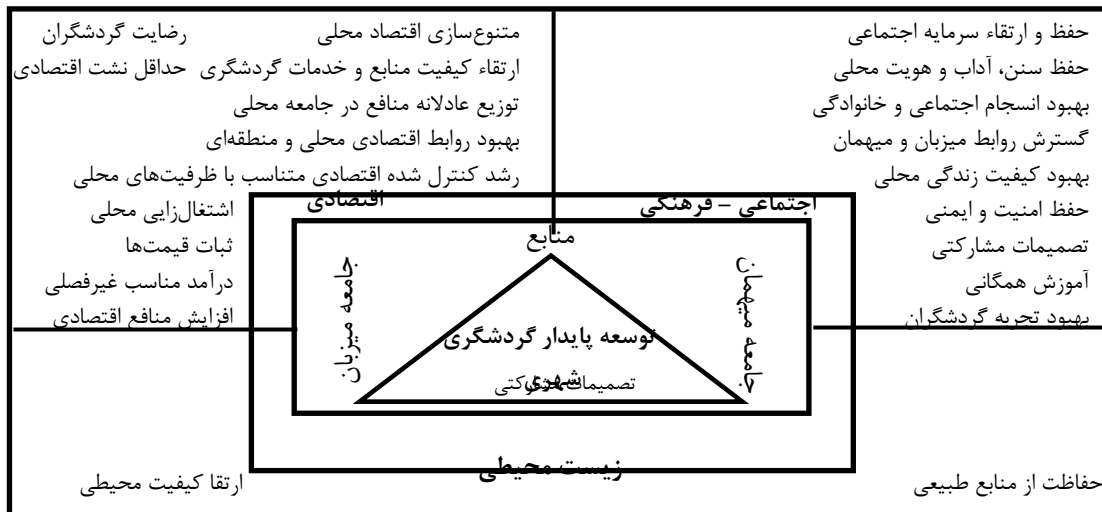 حفظ و ارتقاء سرمایه اجتماعی
حفظ سنن، آداب و هویت محلی
بهبود انسجام اجتماعی و خانوادگی
گسترش روابط میزبان و میهمان
بهبود کیفیت زندگی محلی
حفظ امنیت و ایمنی
تصمیمات مشارکتی
آموزش همگانی
بهبود تجربه گردشگران
متنوع‌سازی اقتصاد محلی
رضایت گردشگران
ارتقاء کیفیت منابع و خدمات گردشگری
حداقل نشت اقتصادی
توزیع عادلانه منافع در جامعه محلی
بهبود روابط اقتصادی محلی و منطقه‌ای
رشد کنترل شده اقتصادی متناسب با ظرفیت‌های محلی
اشتغال‌زایی محلی
ثبات قیمت‌ها
درآمد مناسب غیرفصلی
افزایش منافع اقتصادی
اجتماعی – فرهنگی
اقتصادی
منابع
جامعه میهمان
جامعه میزبان
توسعه پایدار گردشگری
شهری
تصمیمات مشارکتی
زیست محیطی
حفاظت از منابع طبیعی
ارتقا کیفیت محیطی